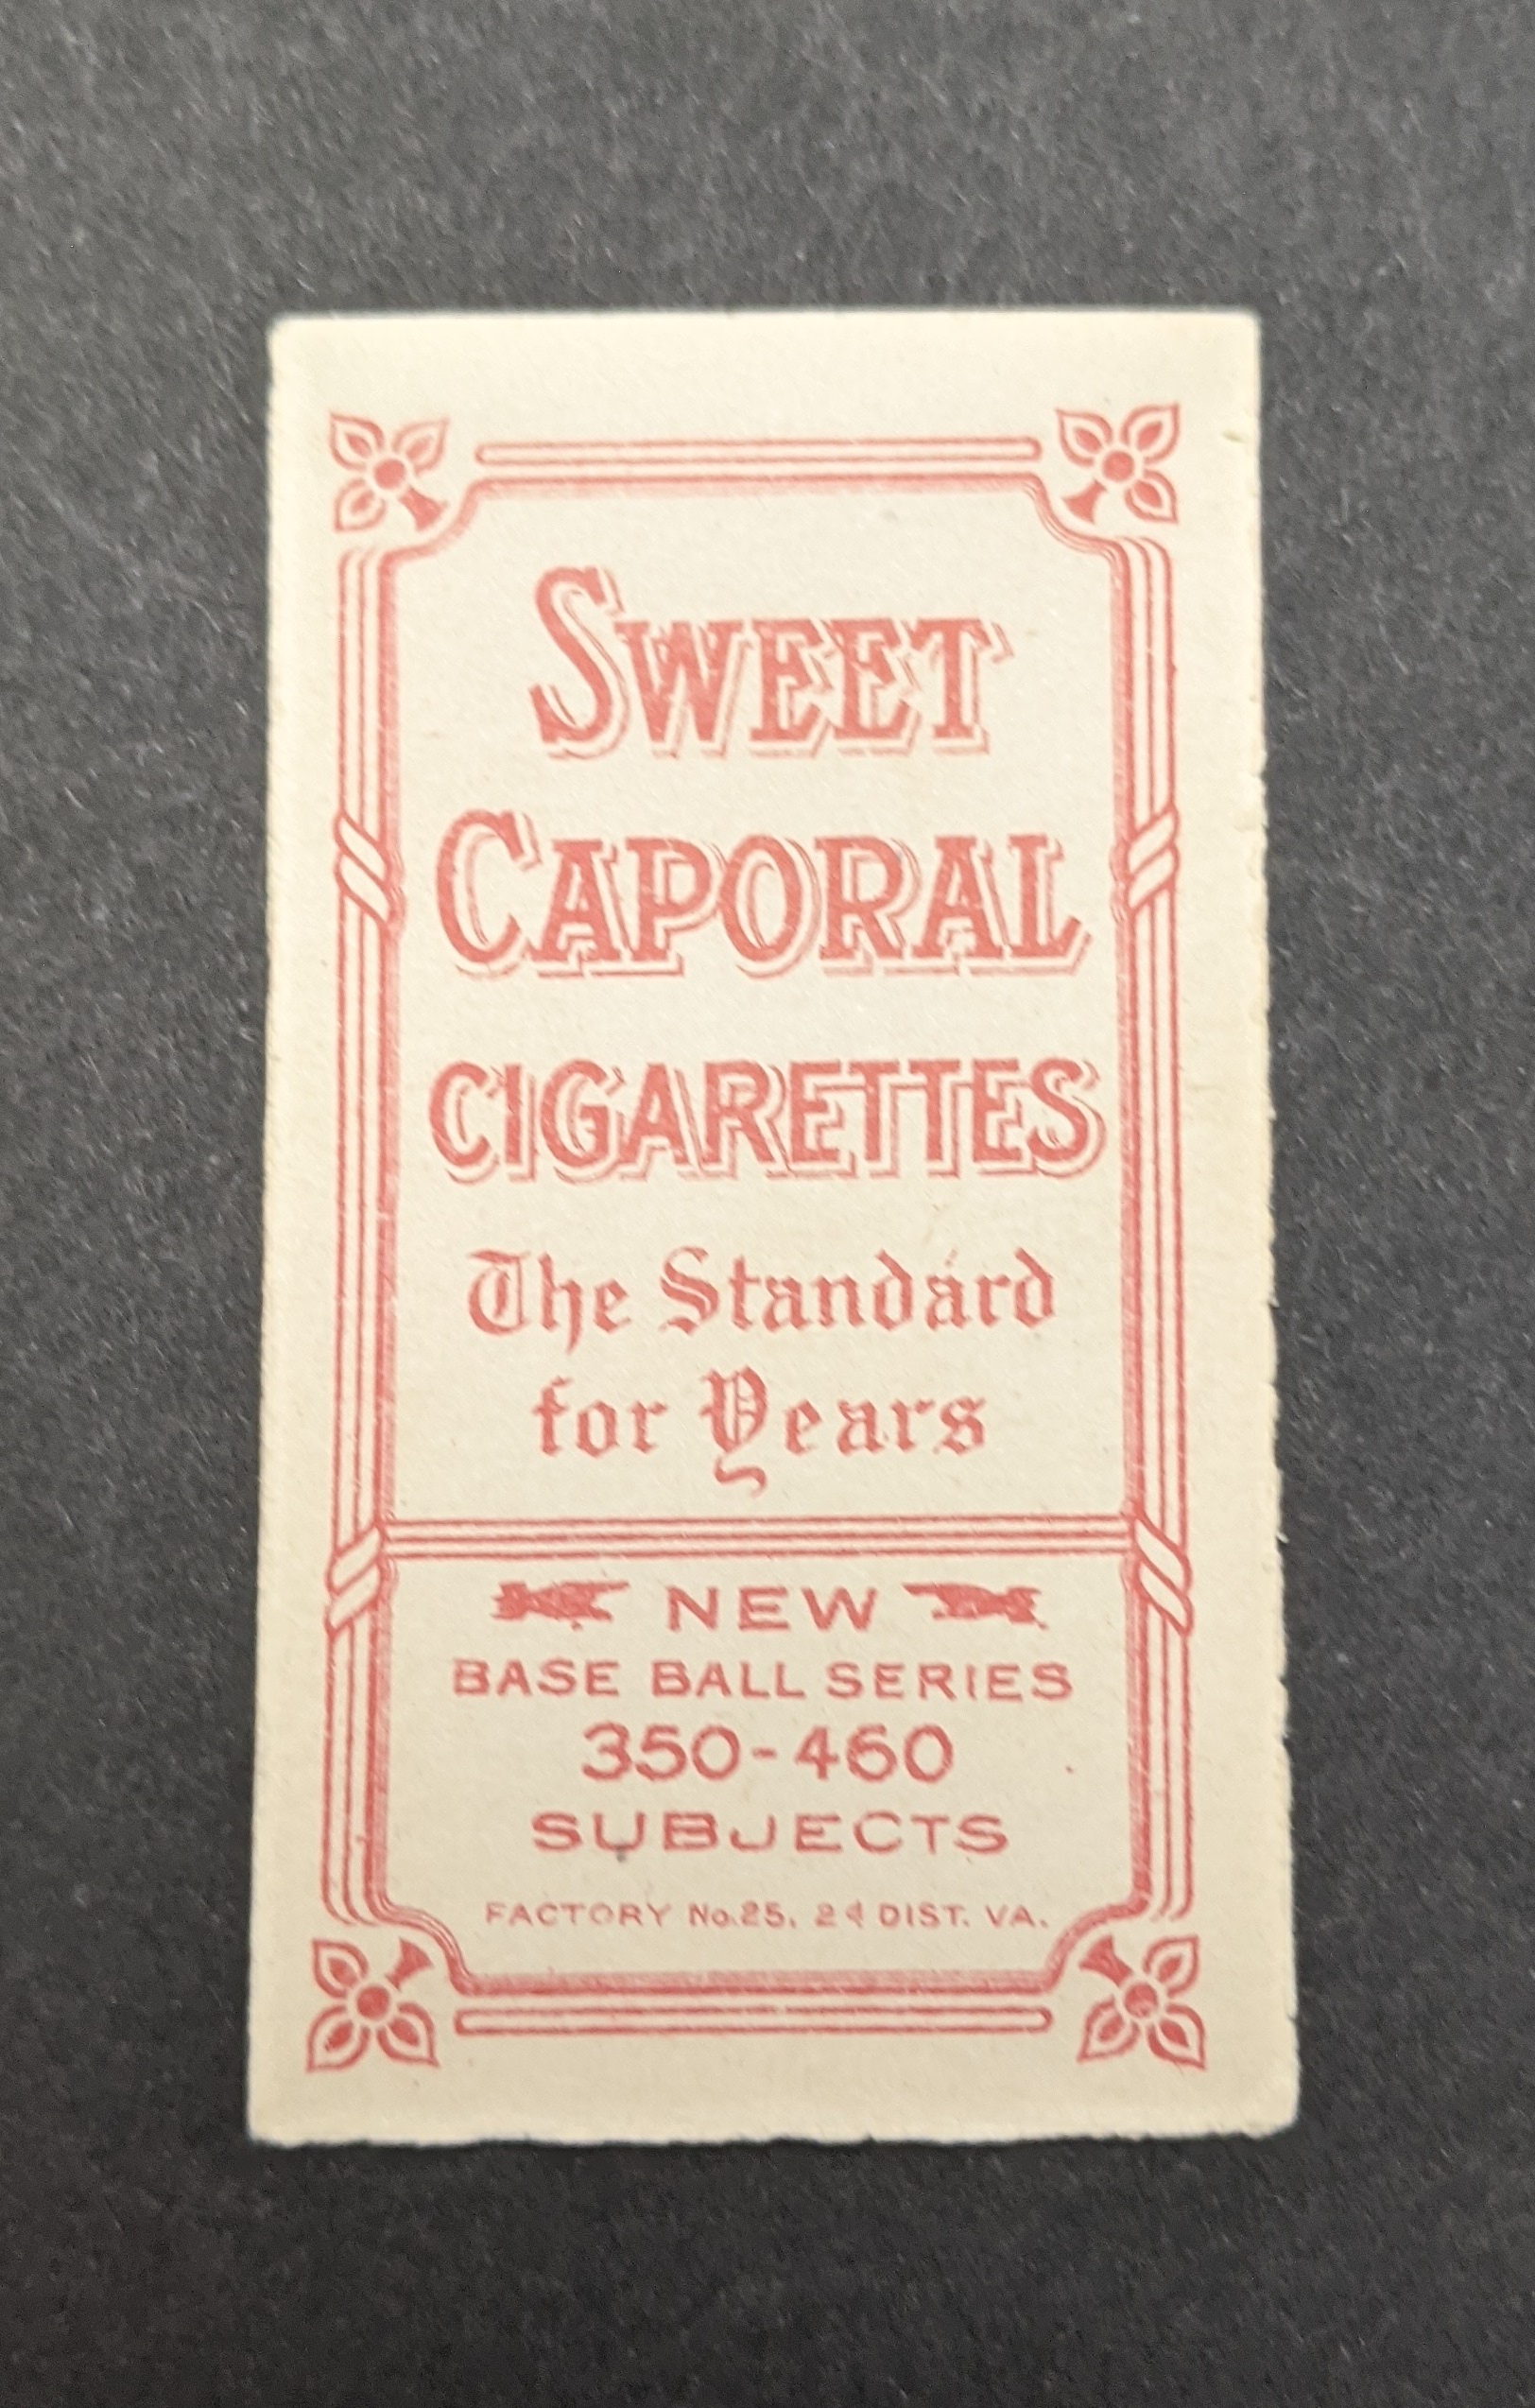 SWEET
CAPORAL
CIGARETTES
The Standard
for Years
NEW
BASE BALL SERIES
350-460
SUBJECTS
FACTORY No. 25, 2d DIST. VA.